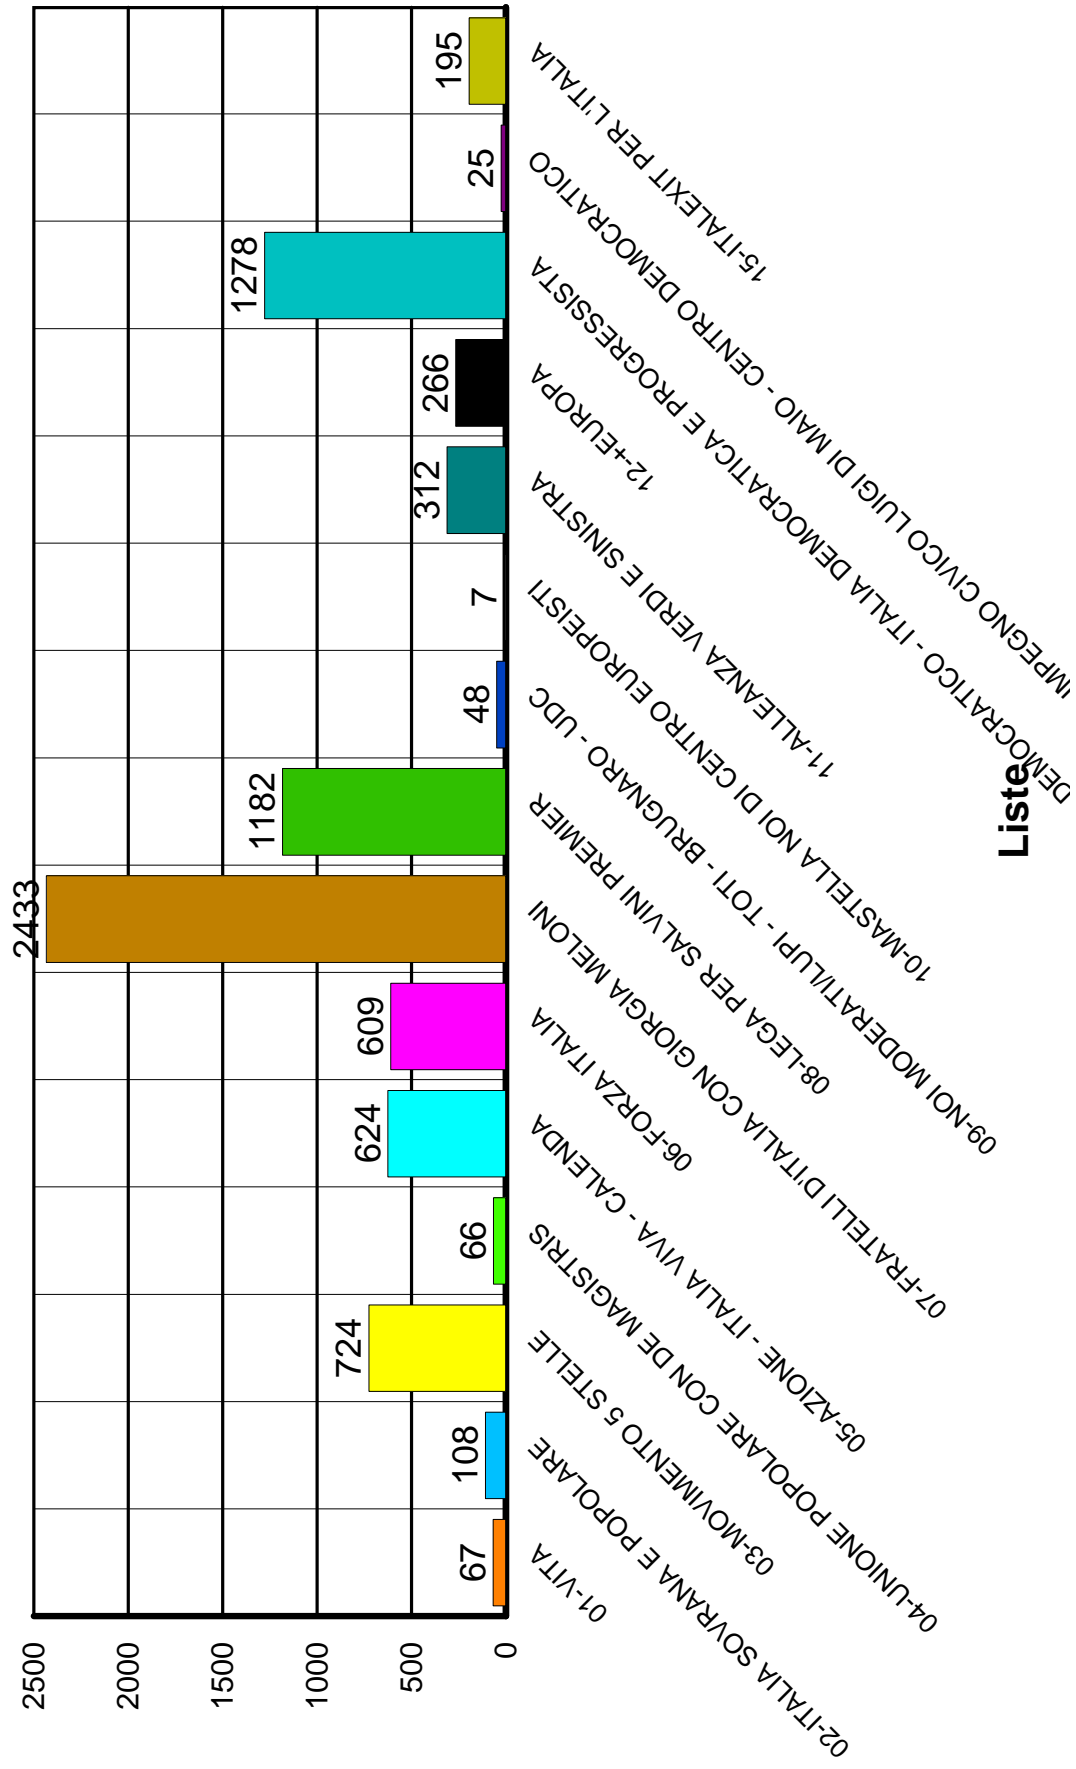 2500
2000
1500
1000
500
0
67
108
724
66
624
609
2433
1182
48
7
312
266
1278
25
195
01-VITA
02-ITALIA SOVRANA E POPOLARE
03-MOVIMENTO 5 STELLE
04-UNIONE POPOLARE CON DE MAGISTRIS
05-AZIONE - ITALIA VIVA - CALENDA
06-FORZA ITALIA
07-FRATELLI D'ITALIA CON GIORGIA MELONI
08-LEGA PER SALVINI PREMIER
09-NOI MODERATI/LUPI - TOTI - BRUGNARO - UDC
10-MASTELLA NOI DI CENTRO EUROPEISTI
11-ALLEANZA VERDI E SINISTRA
12-+EUROPA
DEMOCRATICO - ITALIA DEMOCRATICA E PROGRESSISTA
IMPEGNO CIVICO LUIGI DI MAIO - CENTRO DEMOCRATICO
15-ITALEXIT PER L'ITALIA
Liste